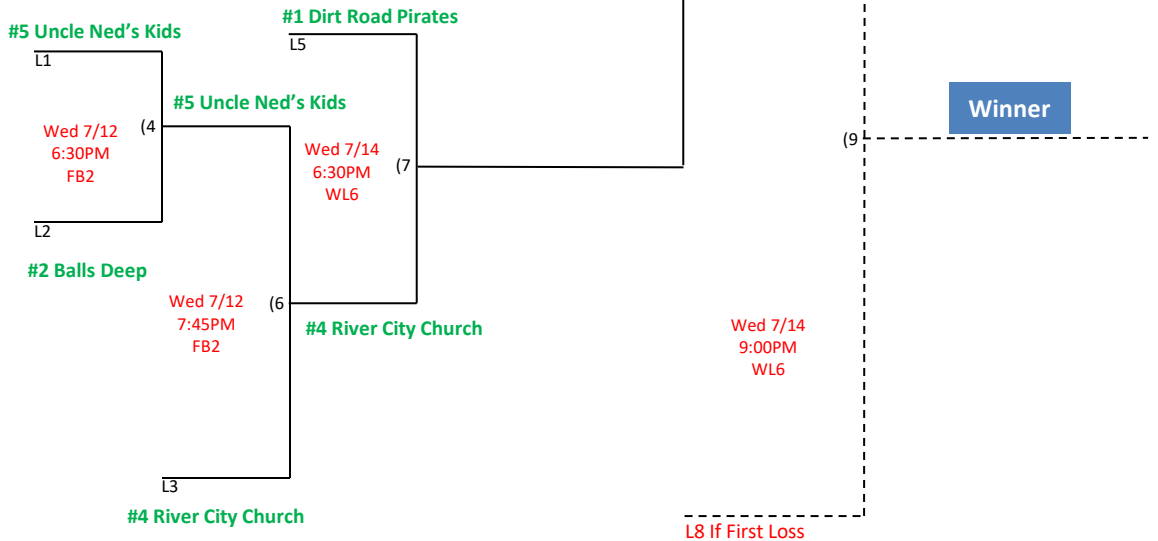 #1 Dirt Road Pirates
#5 Uncle Ned’s Kids
L5
L1
#5 Uncle Ned’s Kids
Winner
(4
Wed 7/12
6:30PM
FB2
(9
Wed 7/14
6:30PM
WL6
(7
L2
#2 Balls Deep
Wed 7/12
7:45PM
FB2
(6
#4 River City Church
Wed 7/14
9:00PM
WL6
L3
#4 River City Church
L8 If First Loss